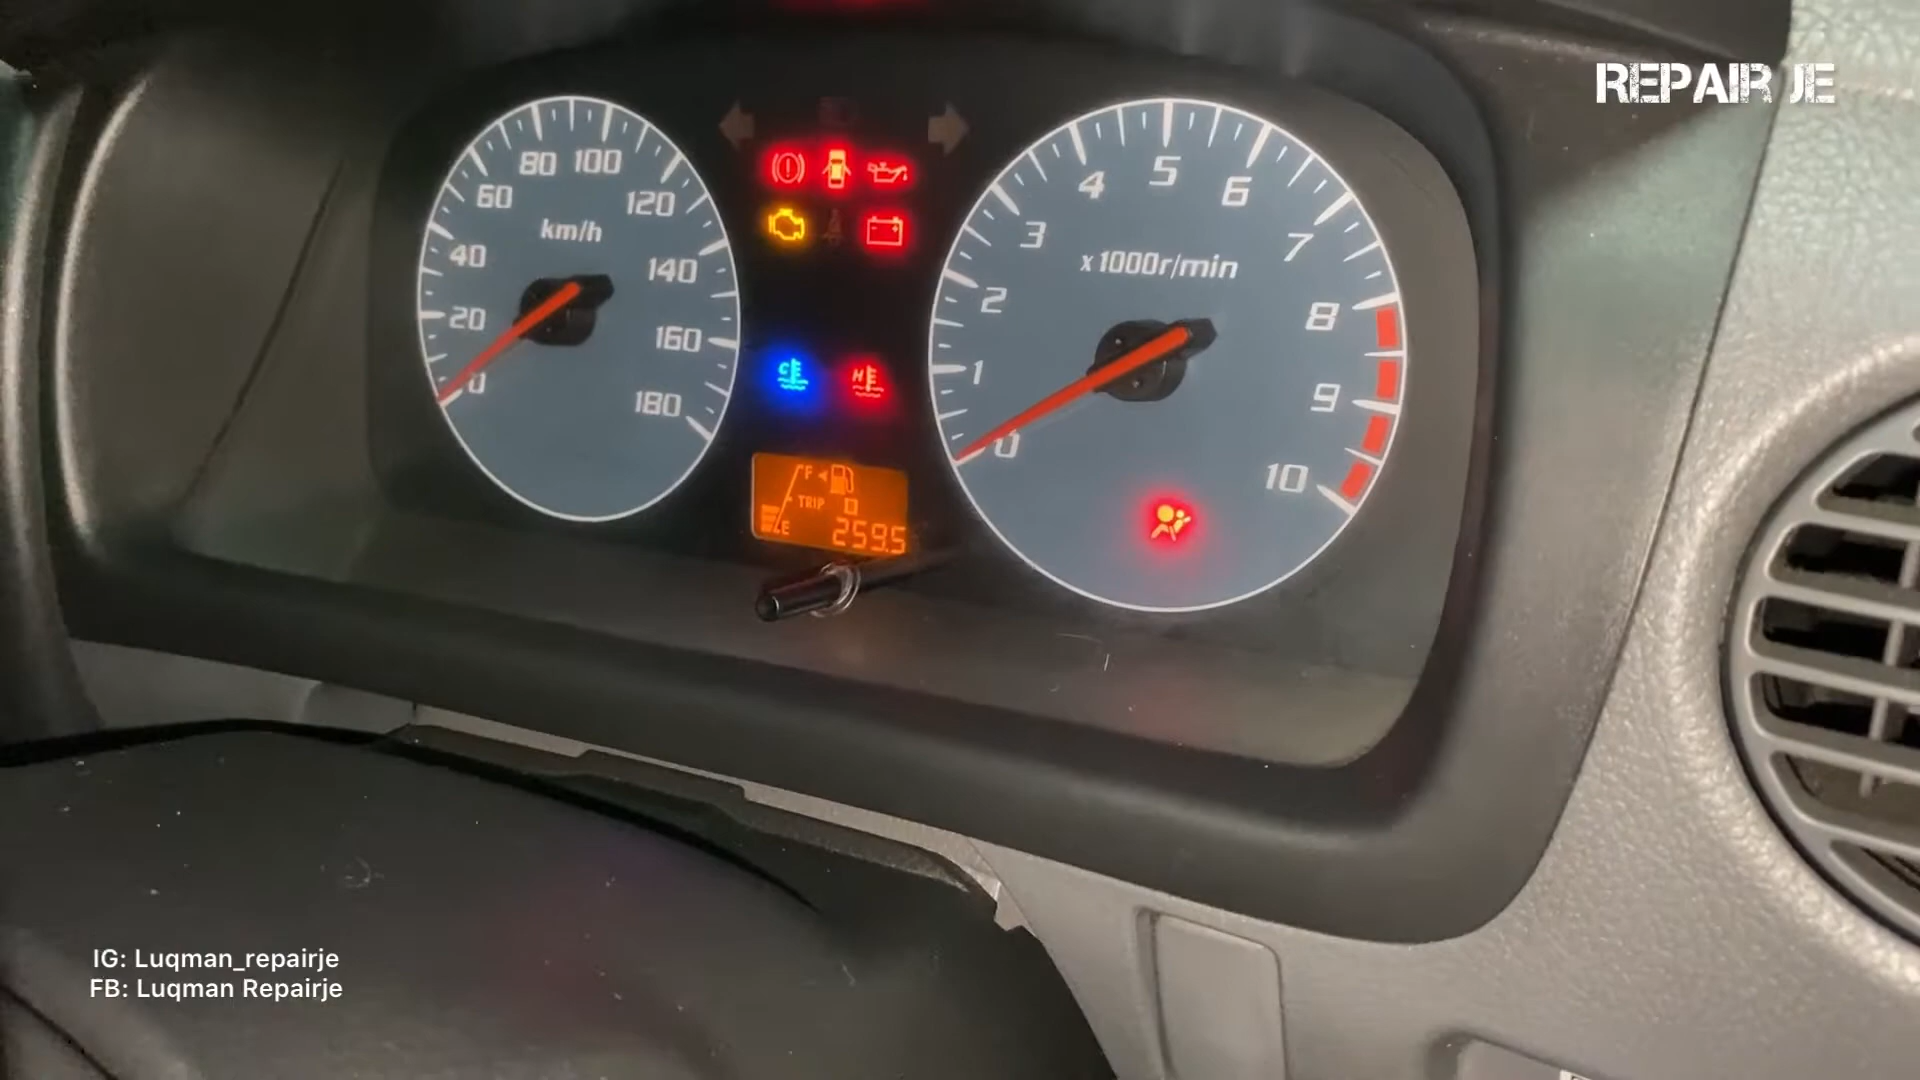 REPAIR JE
20
40
60
80
100
120
140
160
180
0
km/h
C
H
F
TRIP
E
259.5
0
1
2
3
4
5
6
7
8
9
10
x1000r/min
IG: Luqman_repairje
FB: Luqman Repairje